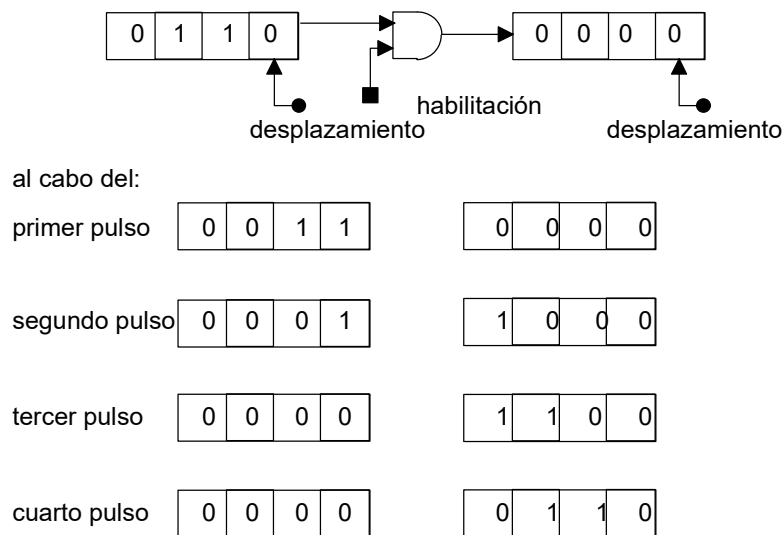 0 1 1 0 0 0 0 0
habilitación
desplazamiento desplazamiento
al cabo del:
primer pulso 0 0 1 1 0 0 0 0
segundo pulso 0 0 0 1 1 0 0 0
tercer pulso 0 0 0 0 1 1 0 0
cuarto pulso 0 0 0 0 0 1 1 0